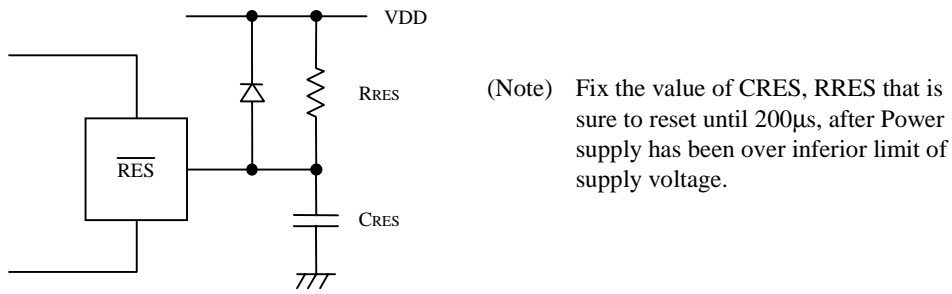 VDD
RRES
(Note) Fix the value of CRES, RRES that is
sure to reset until 200μs, after Power
supply has been over inferior limit of
supply voltage.
RES
CRES